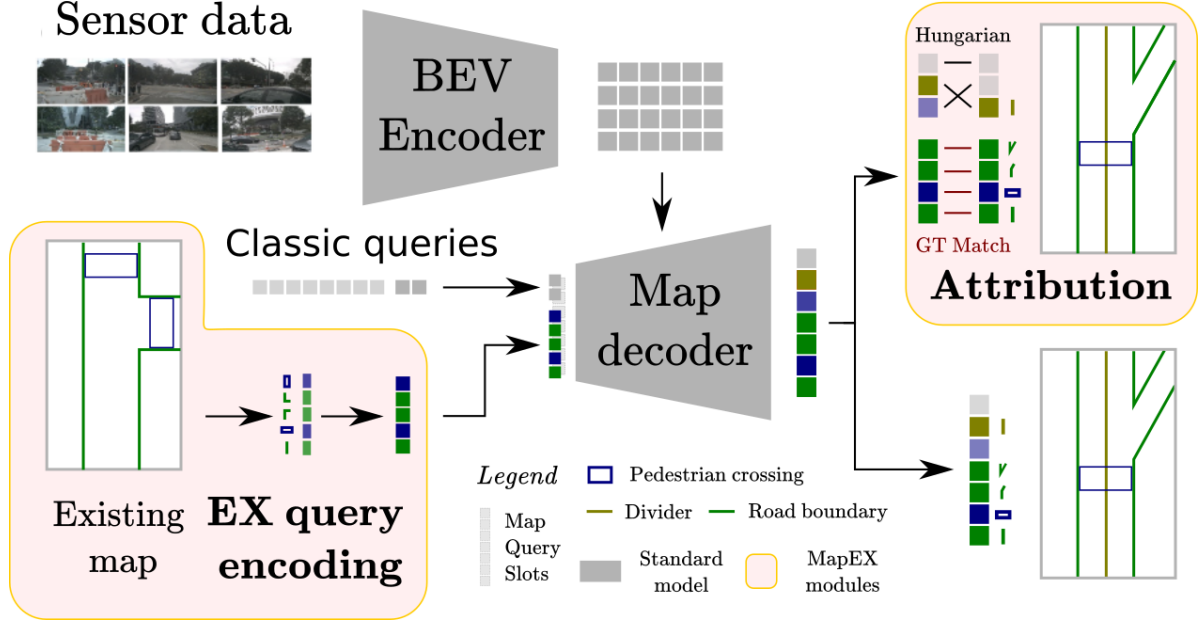 Sensor data
BEV
Encoder
Hungarian
GT Match
Attribution
Classic queries
Map
decoder
Existing
map
EX query
encoding
Legend
Pedestrian crossing
Divider
Road boundary
Map
Query
Slots
Standard
model
MapEX
modules